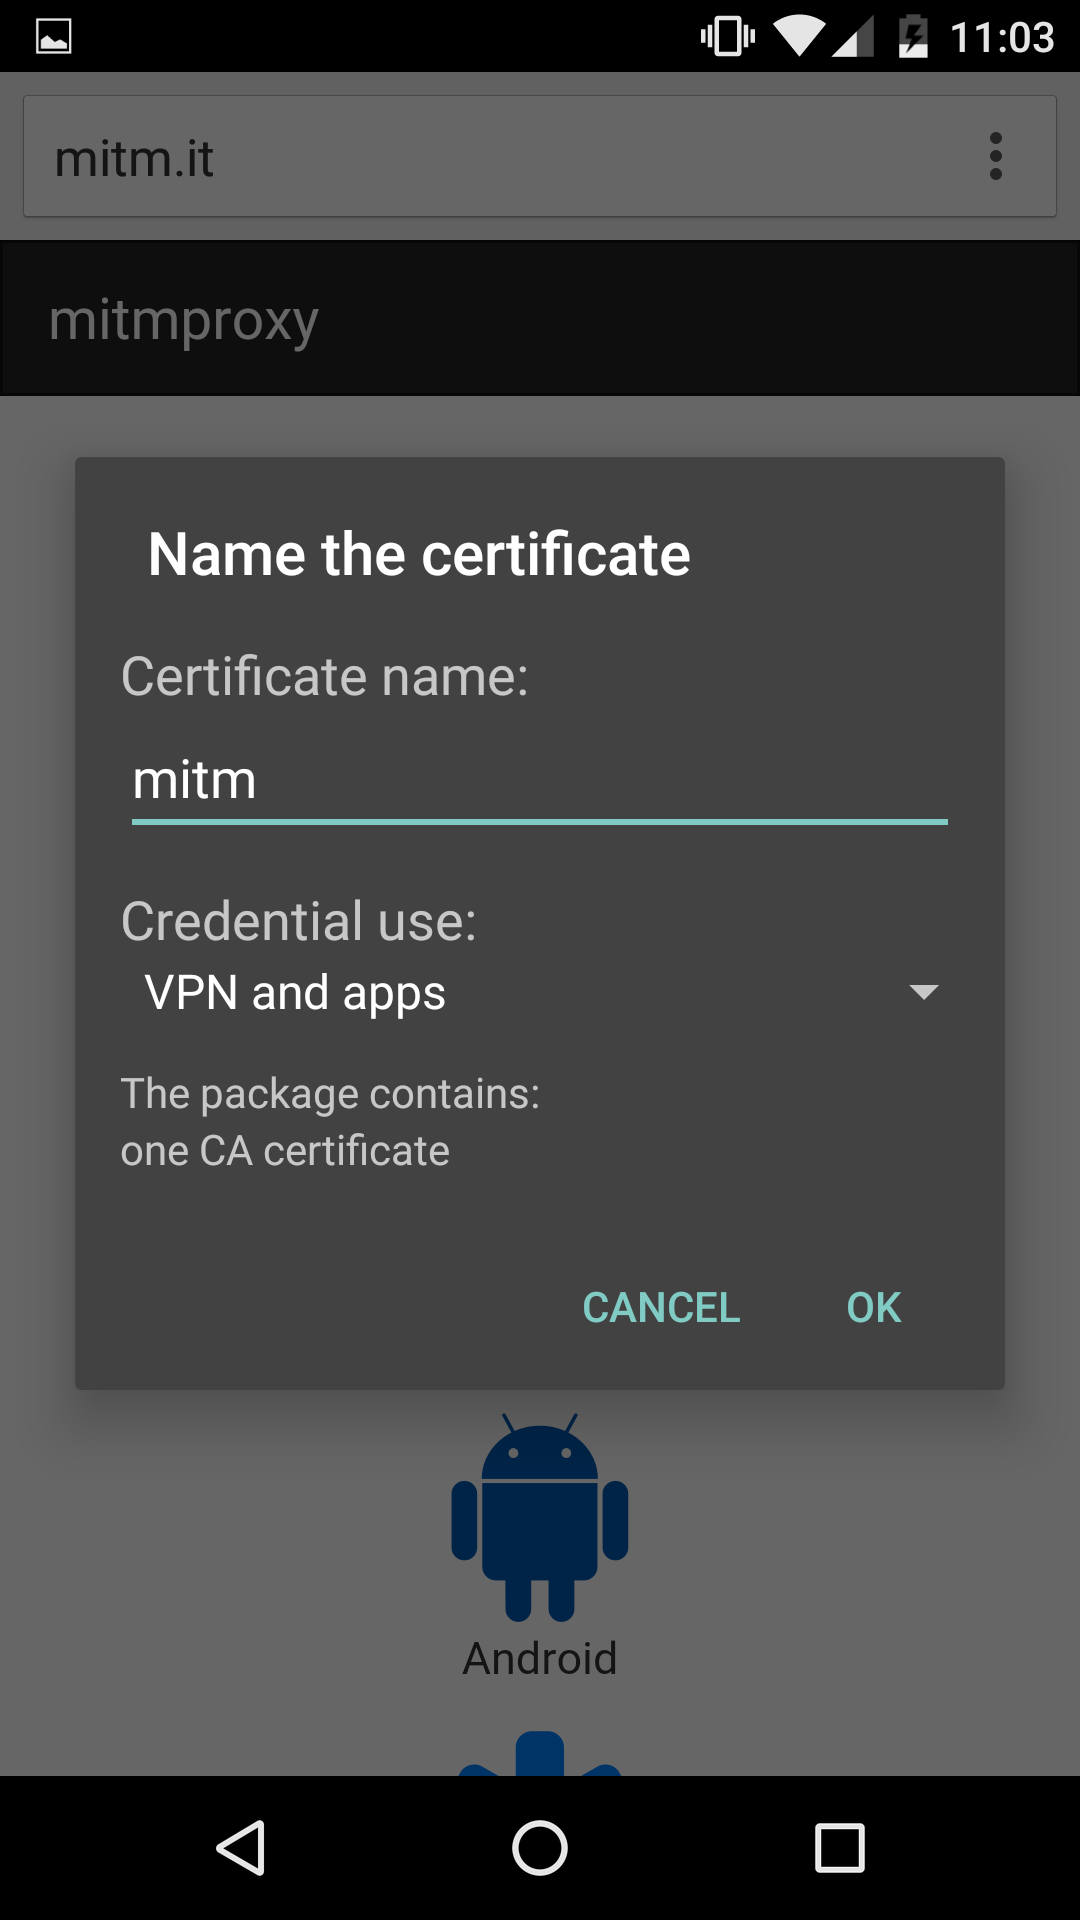 11:03
mitm.it
mitmproxy
Name the certificate
Certificate name:
mitm
Credential use:
VPN and apps
The package contains:
one CA certificate
CANCEL OK
Android